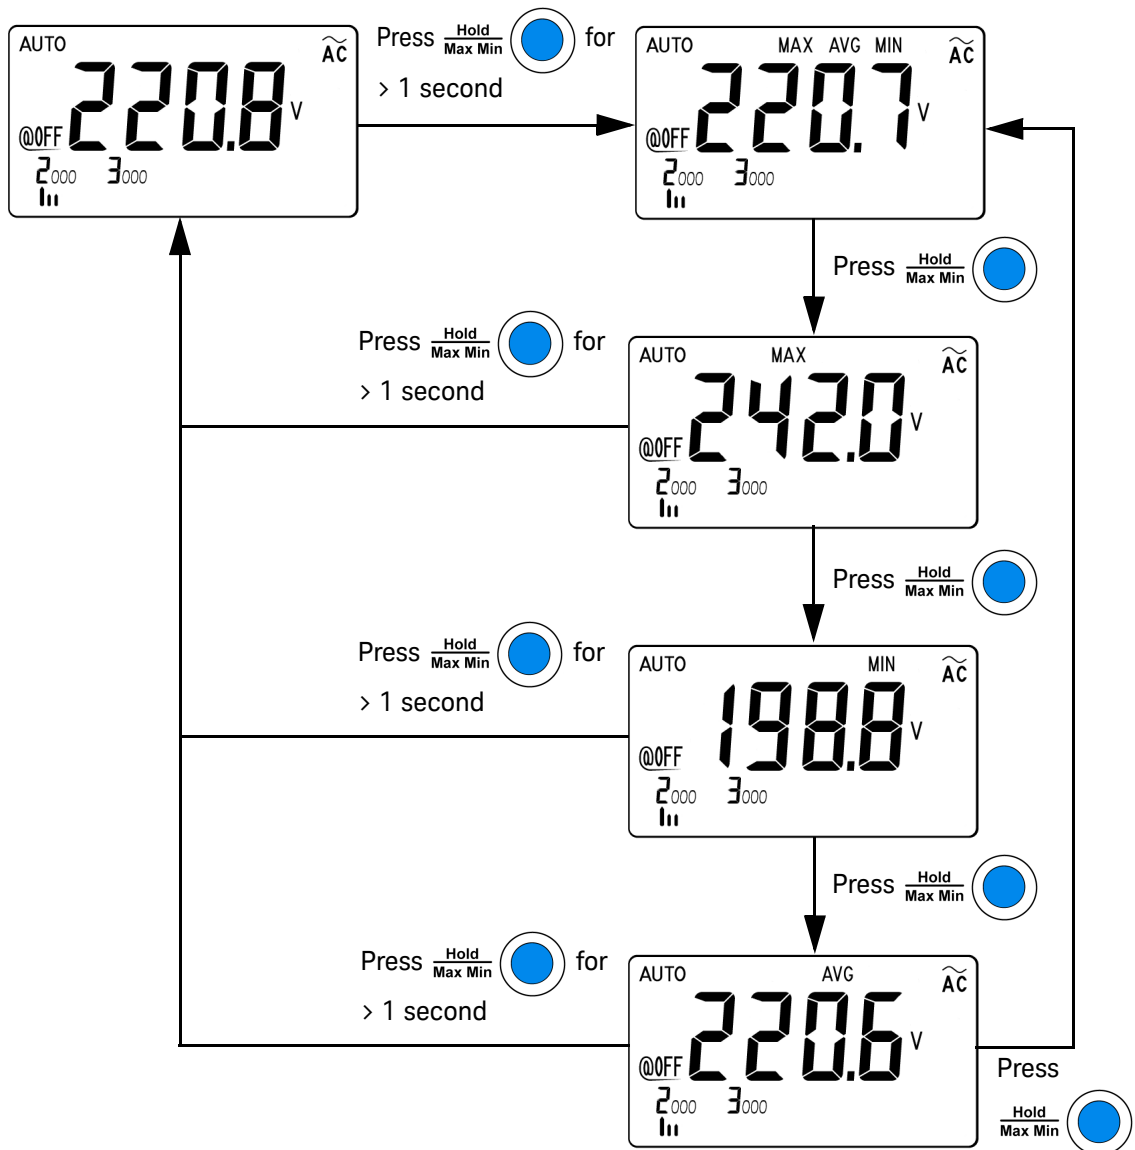 AUTO
AC
220.8 V
@OFF
2000 3000
Press Hold
Max Min for
> 1 second
AUTO MAX AVG MIN
AC
220.7 V
@OFF
2000 3000
Press Hold
Max Min
Press Hold
Max Min for
> 1 second
AUTO MAX
AC
242.0 V
@OFF
2000 3000
Press Hold
Max Min
Press Hold
Max Min for
> 1 second
AUTO MIN
AC
198.8 V
@OFF
2000 3000
Press Hold
Max Min
Press Hold
Max Min for
> 1 second
AUTO AVG
AC
220.6 V
@OFF
2000 3000
Press
Hold
Max Min